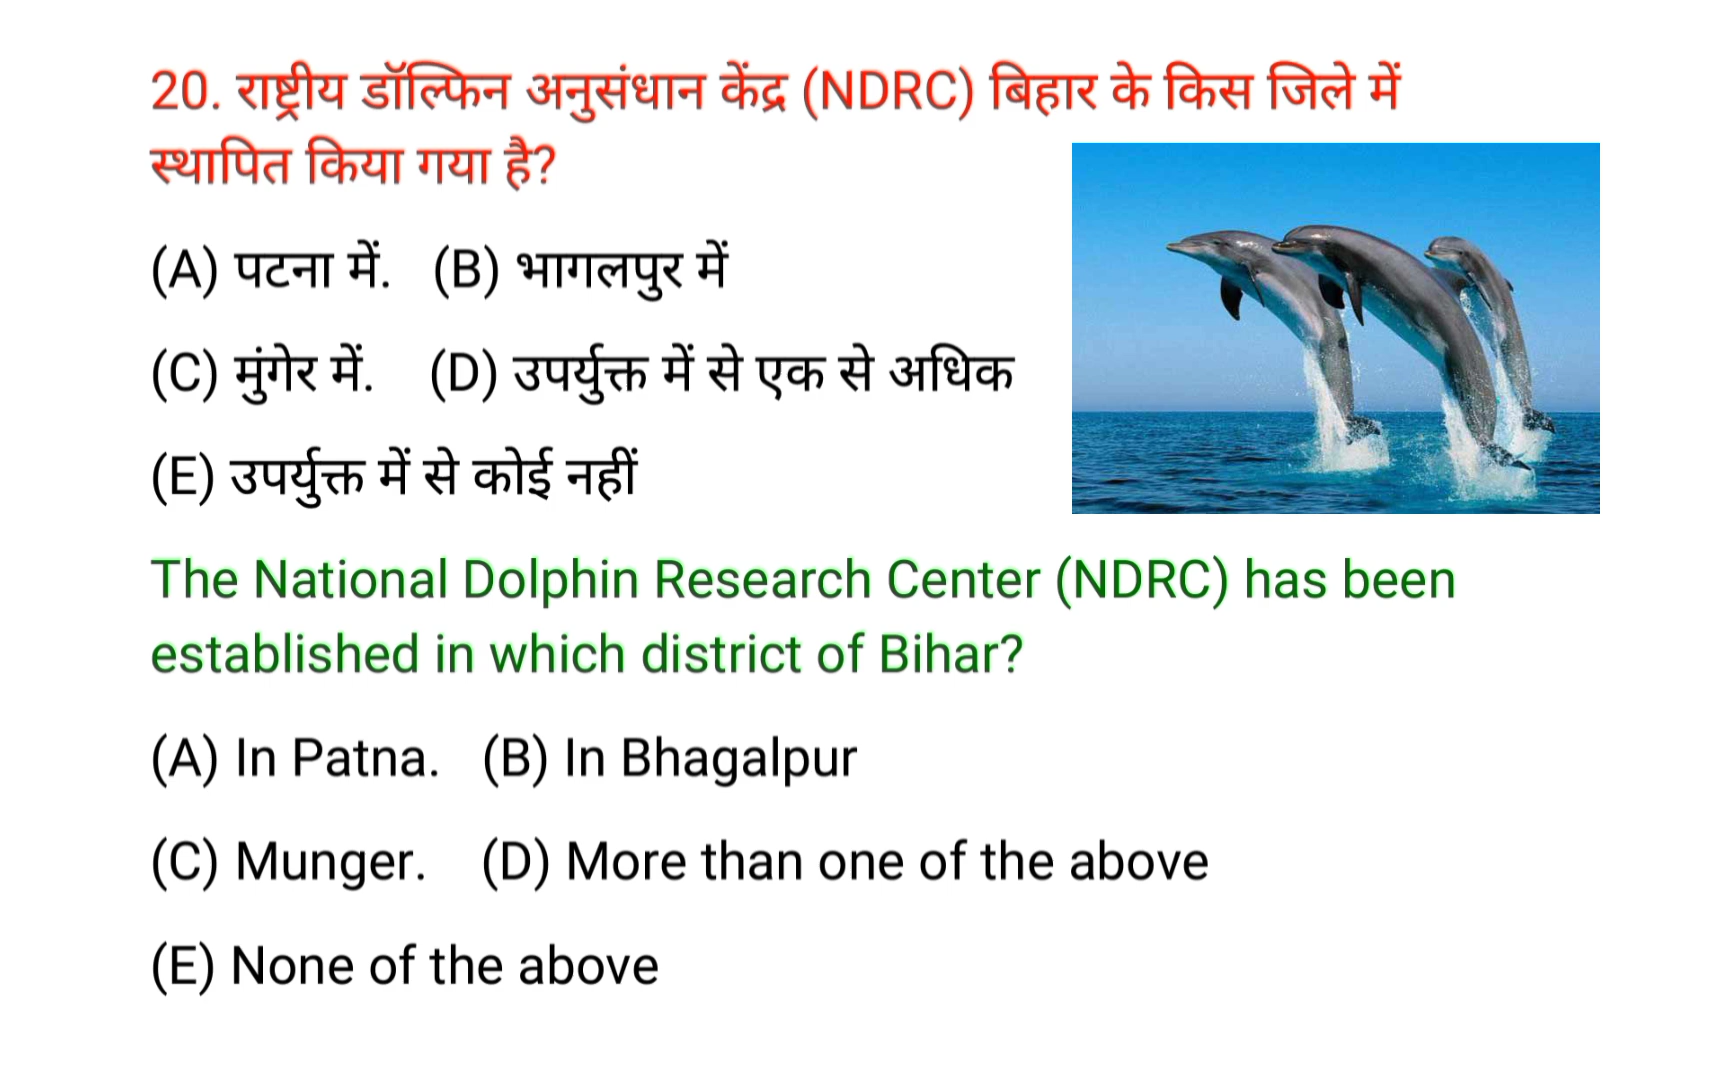 20. राष्ट्रीय डॉल्फिन अनुसंधान केंद्र (NDRC) बिहार के किस जिले में
स्थापित किया गया है?
(A) पटना में. (B) भागलपुर में
(C) मुंगेर में. (D) उपर्युक्त में से एक से अधिक
(E) उपर्युक्त में से कोई नहीं
The National Dolphin Research Center (NDRC) has been
established in which district of Bihar?
(A) In Patna. (B) In Bhagalpur
(C) Munger. (D) More than one of the above
(E) None of the above